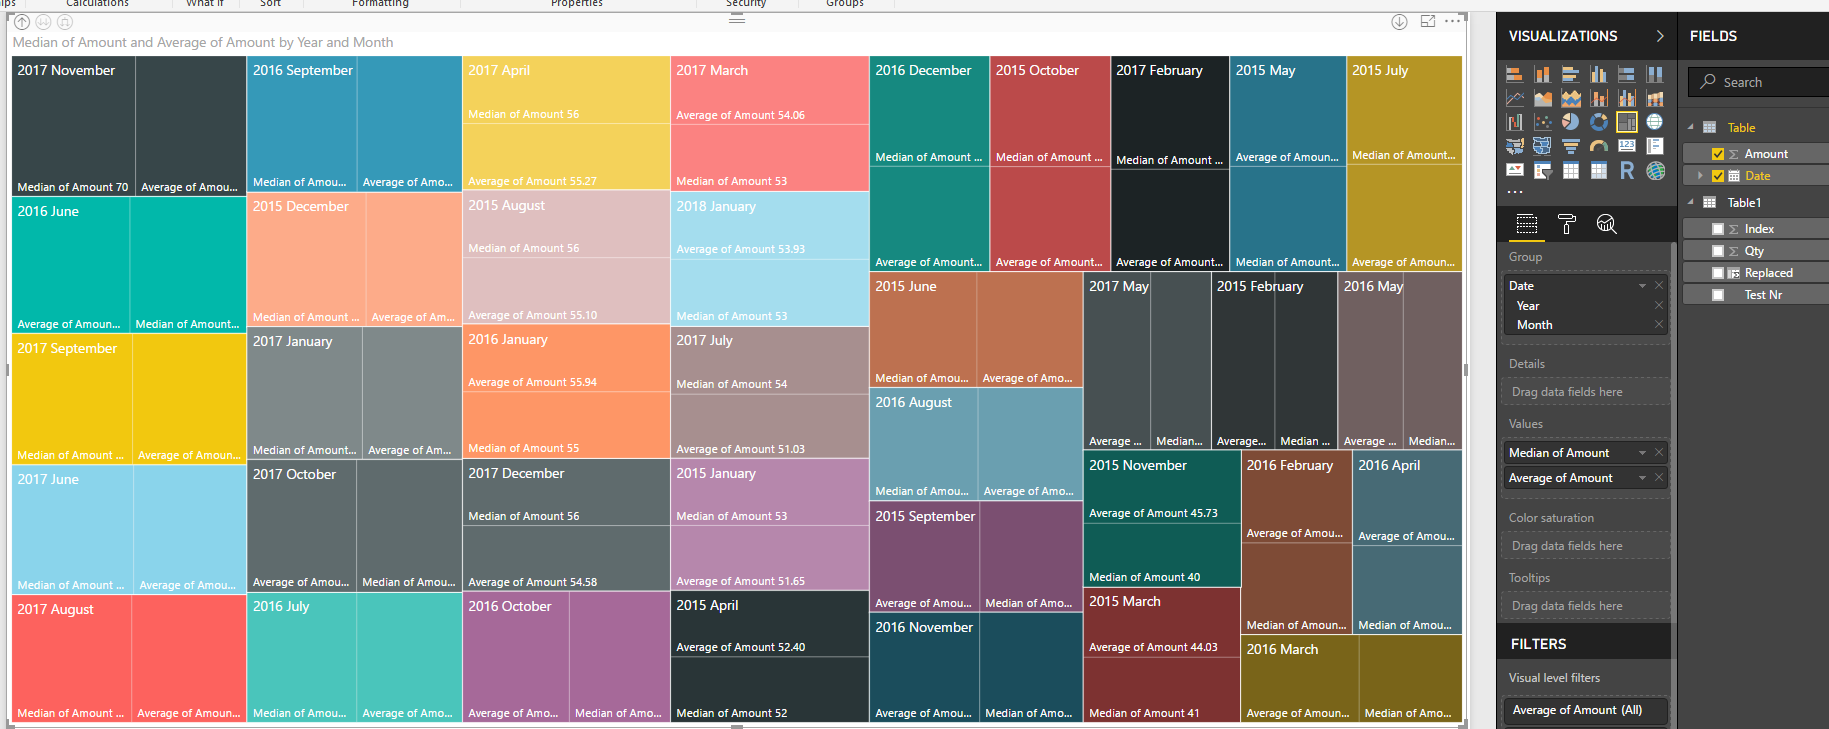 Calculations
What If
Sort
Formatting
Properties
Security
Groups
Median of Amount and Average of Amount by Year and Month
2017 November
Median of Amount 70
Average of Amou...
2016 June
Average of Amoun...
Median of Amount...
2017 September
Median of Amount ...
Average of Amou...
2017 June
Median of Amount ...
Average of Amou...
2017 August
Median of Amount ...
Average of Amoun...
2016 September
Median of Amou...
Average of Amo...
2015 December
Median of Amount ...
Average of Am...
2017 January
Median of Amount...
Average of Am...
2017 October
Average of Amou...
Median of Amou...
2016 July
Median of Amou...
Average of Amo...
2017 April
Median of Amount 56
Average of Amount 55.27
2015 August
Median of Amount 56
Average of Amount 55.10
2016 January
Average of Amount 55.94
Median of Amount 55
2017 December
Median of Amount 56
Average of Amount 54.58
2016 October
Average of Amo...
Median of Amo...
2017 March
Average of Amount 54.06
Median of Amount 53
2018 January
Average of Amount 53.93
Median of Amount 53
2017 July
Median of Amount 54
Average of Amount 51.03
2015 January
Median of Amount 53
Average of Amount 51.65
2015 April
Average of Amount 52.40
Median of Amount 52
2016 December
Median of Amount ...
Average of Amount...
2015 October
Median of Amount ...
Average of Amount...
2017 February
Median of Amount ...
Average of Amount...
2015 May
Average of Amoun...
Median of Amount...
2015 July
Median of Amount...
Average of Amoun...
2015 June
Median of Amou...
Average of Amo...
2016 August
Median of Amou...
Average of Amo...
2015 September
Average of Amou...
Median of Amou...
2016 November
Average of Amou...
Median of Amou...
2017 May
Average ...
Median...
2015 February
Average...
Median ...
2016 May
Average ...
Median...
2015 November
Average of Amount 45.73
Median of Amount 40
2015 March
Average of Amount 44.03
Median of Amount 41
2016 February
Average of Amou...
Median of Amou...
2016 April
Average of Amou...
Median of Amou...
2016 March
Average of Amoun...
Median of Amo...
VISUALIZATIONS
123
R
Group
Date
Year
Month
Details
Drag data fields here
Values
Median of Amount
Average of Amount
Color saturation
Drag data fields here
Tooltips
Drag data fields here
FILTERS
Visual level filters
Average of Amount (All)
FIELDS
Search
Table
Σ Amount
Date
Table1
Σ Index
Σ Qty
Replaced
Test Nr